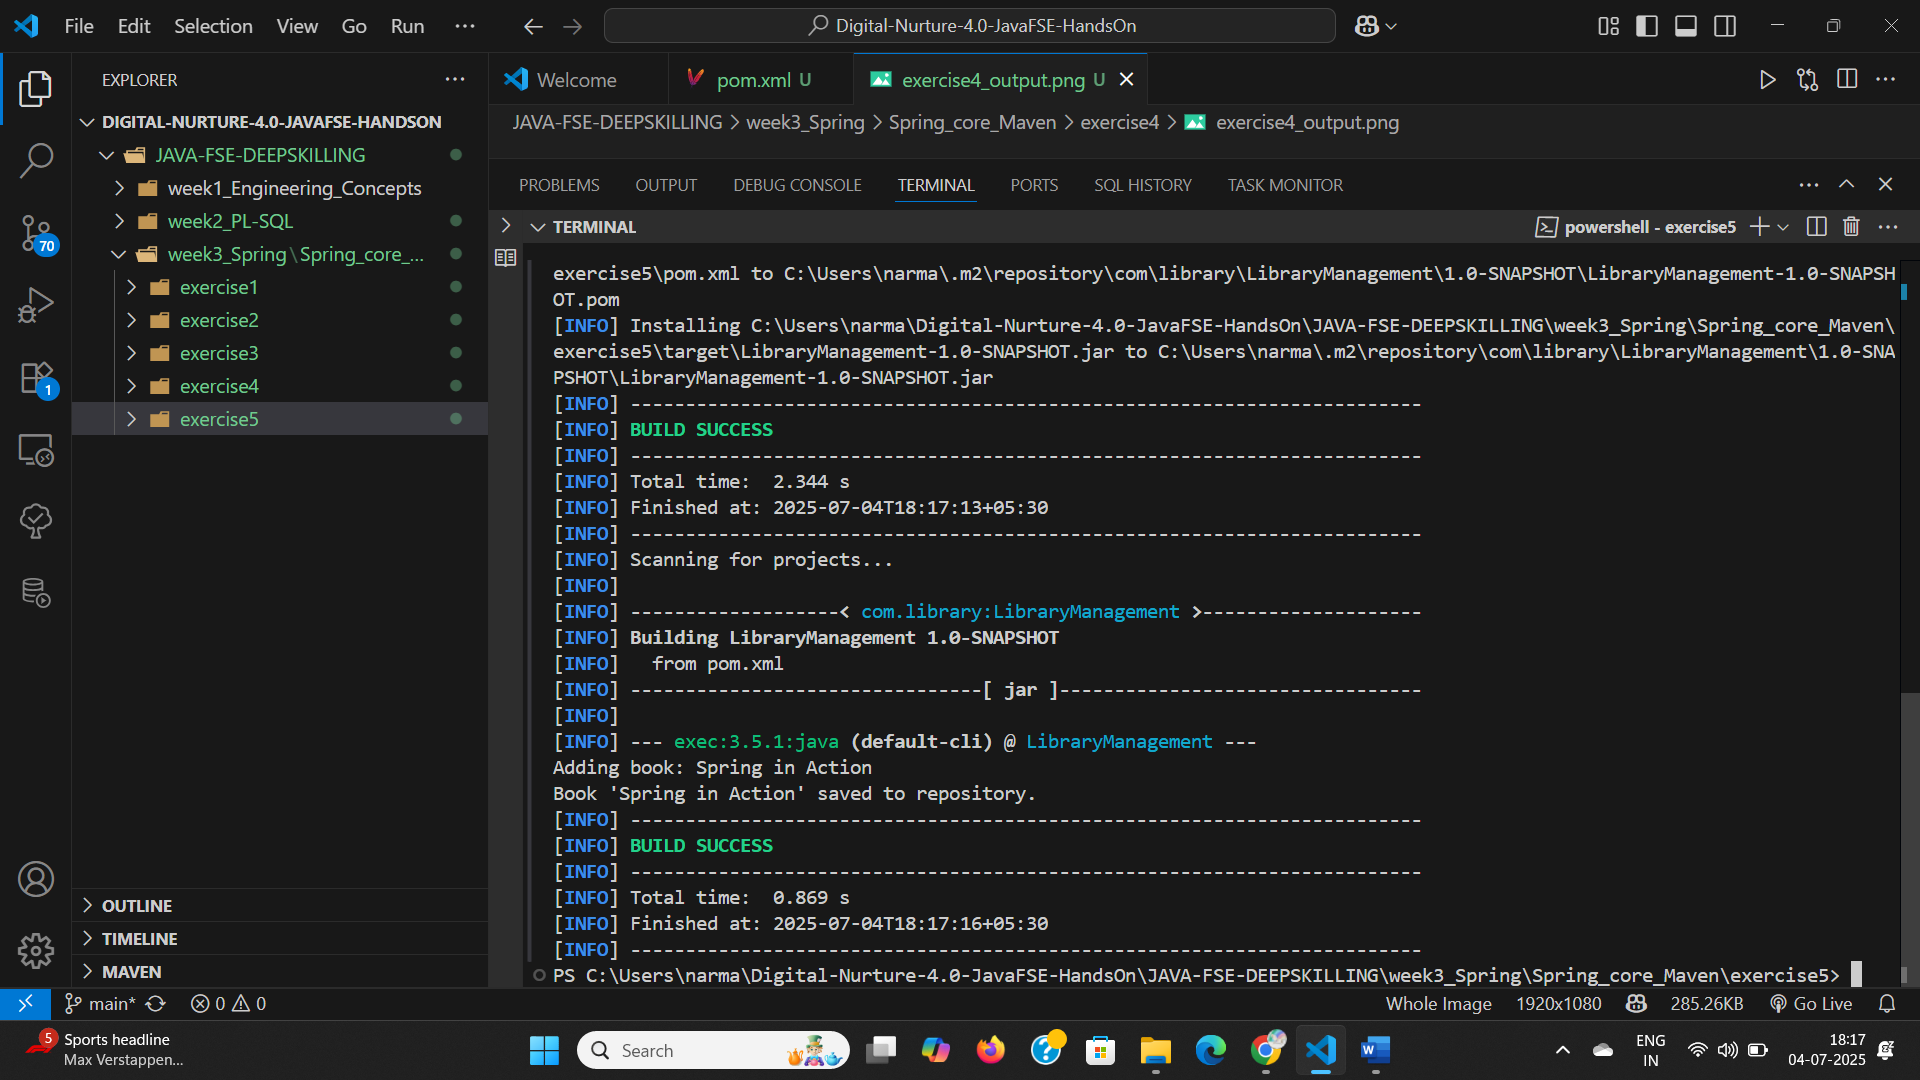 File Edit Selection View Go Run ...
Digital-Nurture-4.0-JavaFSE-HandsOn
EXPLORER
DIGITAL-NURTURE-4.0-JAVAFSE-HANDSON
JAVA-FSE-DEEPSKILLING
week1_Engineering_Concepts
week2_PL-SQL
week3_Spring\Spring_core_...
exercise1
exercise2
exercise3
exercise4
exercise5
70
1
OUTLINE
TIMELINE
MAVEN
Welcome
pom.xml U
exercise4_output.png U
JAVA-FSE-DEEPSKILLING > week3_Spring > Spring_core_Maven > exercise4 > exercise4_output.png
PROBLEMS OUTPUT DEBUG CONSOLE TERMINAL PORTS SQL HISTORY TASK MONITOR
TERMINAL
powershell - exercise5
exercise5\pom.xml to C:\Users\narma\.m2\repository\com\library\LibraryManagement\1.0-SNAPSHOT\LibraryManagement-1.0-SNAPSH
OT.pom
[INFO] Installing C:\Users\narma\Digital-Nurture-4.0-JavaFSE-HandsOn\JAVA-FSE-DEEPSKILLING\week3_Spring\Spring_core_Maven\
exercise5\target\LibraryManagement-1.0-SNAPSHOT.jar to C:\Users\narma\.m2\repository\com\library\LibraryManagement\1.0-SNA
PSHOT\LibraryManagement-1.0-SNAPSHOT.jar
[INFO] ------------------------------------------------------------------------
[INFO] BUILD SUCCESS
[INFO] ------------------------------------------------------------------------
[INFO] Total time:  2.344 s
[INFO] Finished at: 2025-07-04T18:17:13+05:30
[INFO] ------------------------------------------------------------------------
[INFO] Scanning for projects...
[INFO]
[INFO] -------------------< com.library:LibraryManagement >--------------------
[INFO] Building LibraryManagement 1.0-SNAPSHOT
[INFO]   from pom.xml
[INFO] --------------------------------[ jar ]---------------------------------
[INFO]
[INFO] --- exec:3.5.1:java (default-cli) @ LibraryManagement ---
Adding book: Spring in Action
Book 'Spring in Action' saved to repository.
[INFO] ------------------------------------------------------------------------
[INFO] BUILD SUCCESS
[INFO] ------------------------------------------------------------------------
[INFO] Total time:  0.869 s
[INFO] Finished at: 2025-07-04T18:17:16+05:30
[INFO] ------------------------------------------------------------------------
PS C:\Users\narma\Digital-Nurture-4.0-JavaFSE-HandsOn\JAVA-FSE-DEEPSKILLING\week3_Spring\Spring_core_Maven\exercise5>
main* 0 0
Whole Image 1920x1080 285.26KB Go Live
5
Sports headline
Max Verstappen...
Search
ENG
IN
18:17
04-07-2025